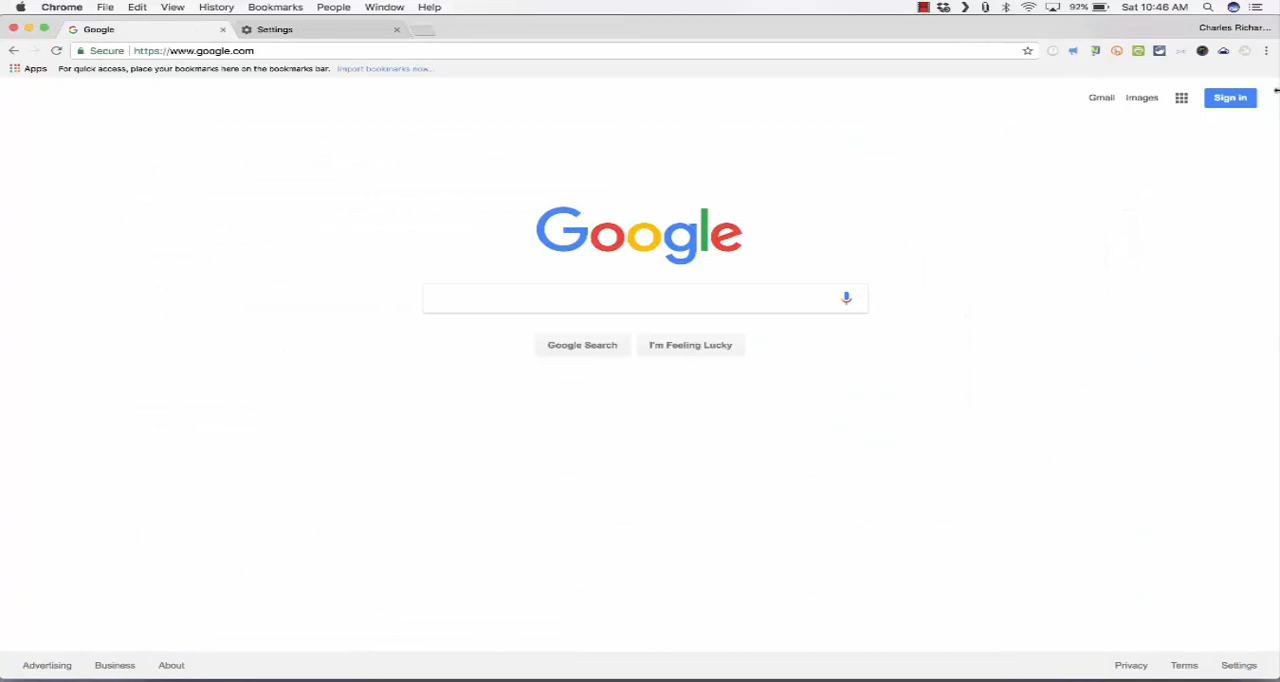 Chrome File Edit View History Bookmarks People Window Help 92% Sat 10:46 AM
Google Settings Charles Richar...
Secure https://www.google.com
Apps For quick access, place your bookmarks here on the bookmarks bar. Import bookmarks now...
Gmail Images Sign in
Google
Google Search I'm Feeling Lucky
Advertising Business About Privacy Terms Settings